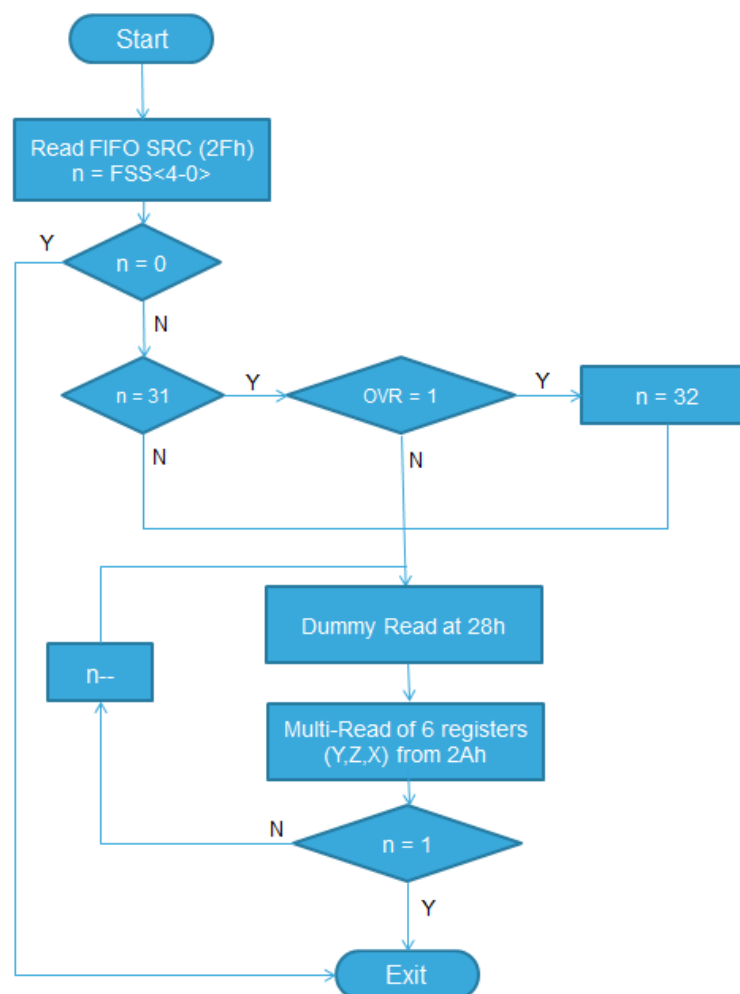 Start
Read FIFO SRC (2Fh)
n = FSS<4-0>
Y
n = 0
N
n = 31
Y
OVR = 1
Y
n = 32
N
N
Dummy Read at 28h
n--
Multi-Read of 6 registers
(Y,Z,X) from 2Ah
N
n = 1
Y
Exit